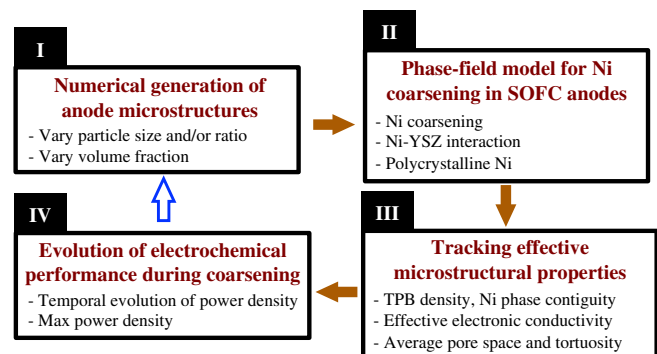 I
Numerical generation of
anode microstructures
- Vary particle size and/or ratio
- Vary volume fraction
II
Phase-field model for Ni
coarsening in SOFC anodes
- Ni coarsening
- Ni-YSZ interaction
- Polycrystalline Ni
III
Tracking effective
microstructural properties
- TPB density, Ni phase contiguity
- Effective electronic conductivity
- Average pore space and tortuosity
IV
Evolution of electrochemical
performance during coarsening
- Temporal evolution of power density
- Max power density